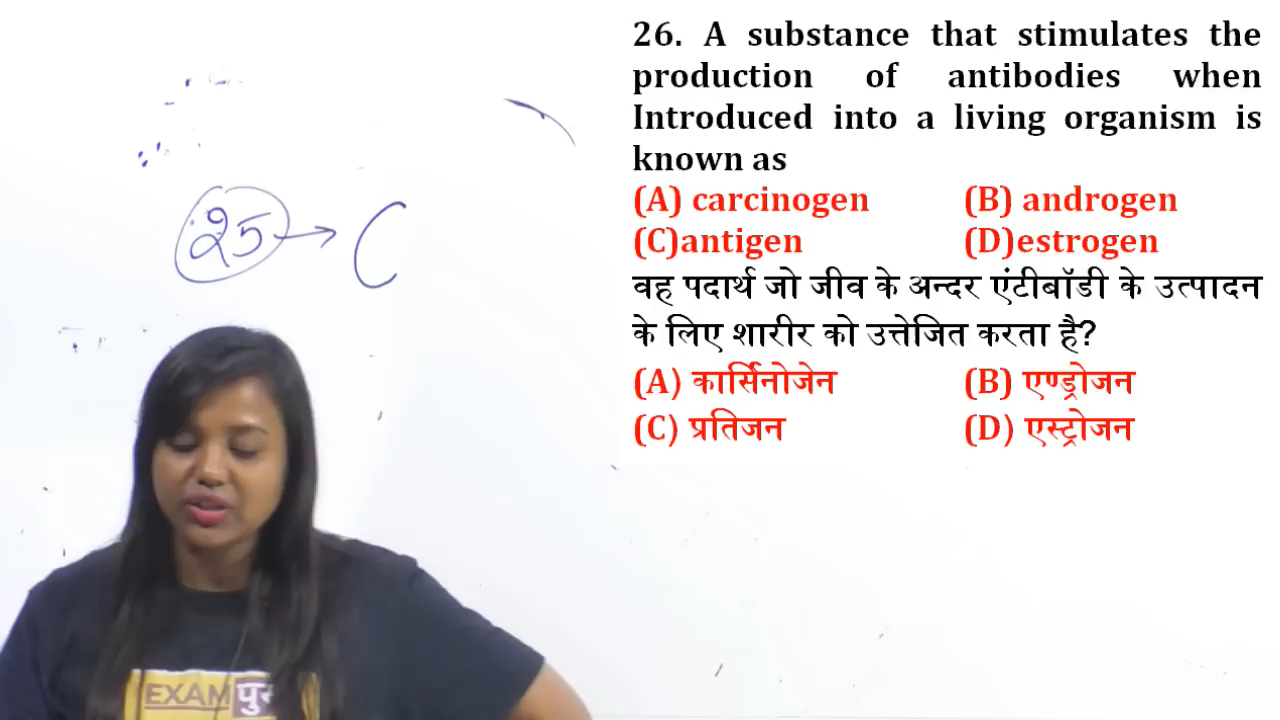 26. A substance that stimulates the
production of antibodies when
Introduced into a living organism is
known as
(A) carcinogen (B) androgen
(C)antigen (D)estrogen
वह पदार्थ जो जीव के अन्दर एंटीबॉडी के उत्पादन
के लिए शारीर को उत्तेजित करता है?
(A) कार्सिनोजेन (B) एण्ड्रोजन
(C) प्रतिजन (D) एस्ट्रोजन
25 → C
EXAM